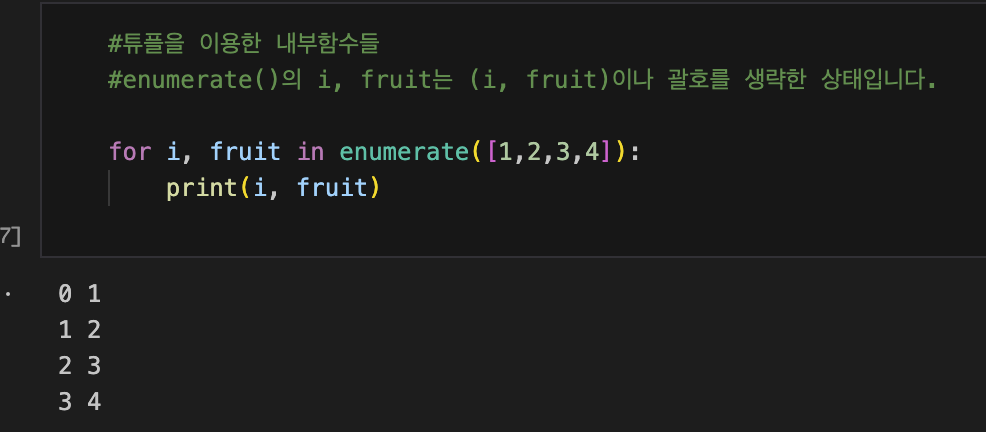 #튜플을 이용한 내부함수들
#enumerate()의 i, fruit는 (i, fruit)이나 괄호를 생략한 상태입니다.
for i, fruit in enumerate([1,2,3,4]):
    print(i, fruit)
7]
0 1
1 2
2 3
3 4